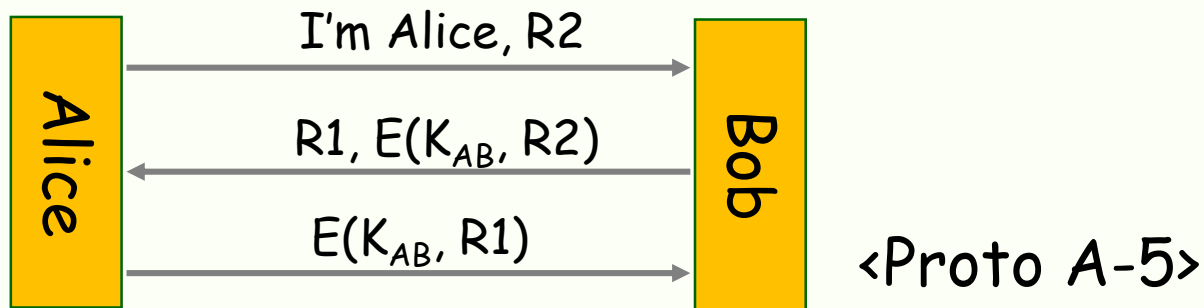 I'm Alice, R2
Alice
R1, E(K_AB, R2)
Bob
E(K_AB, R1)
<Proto A-5>